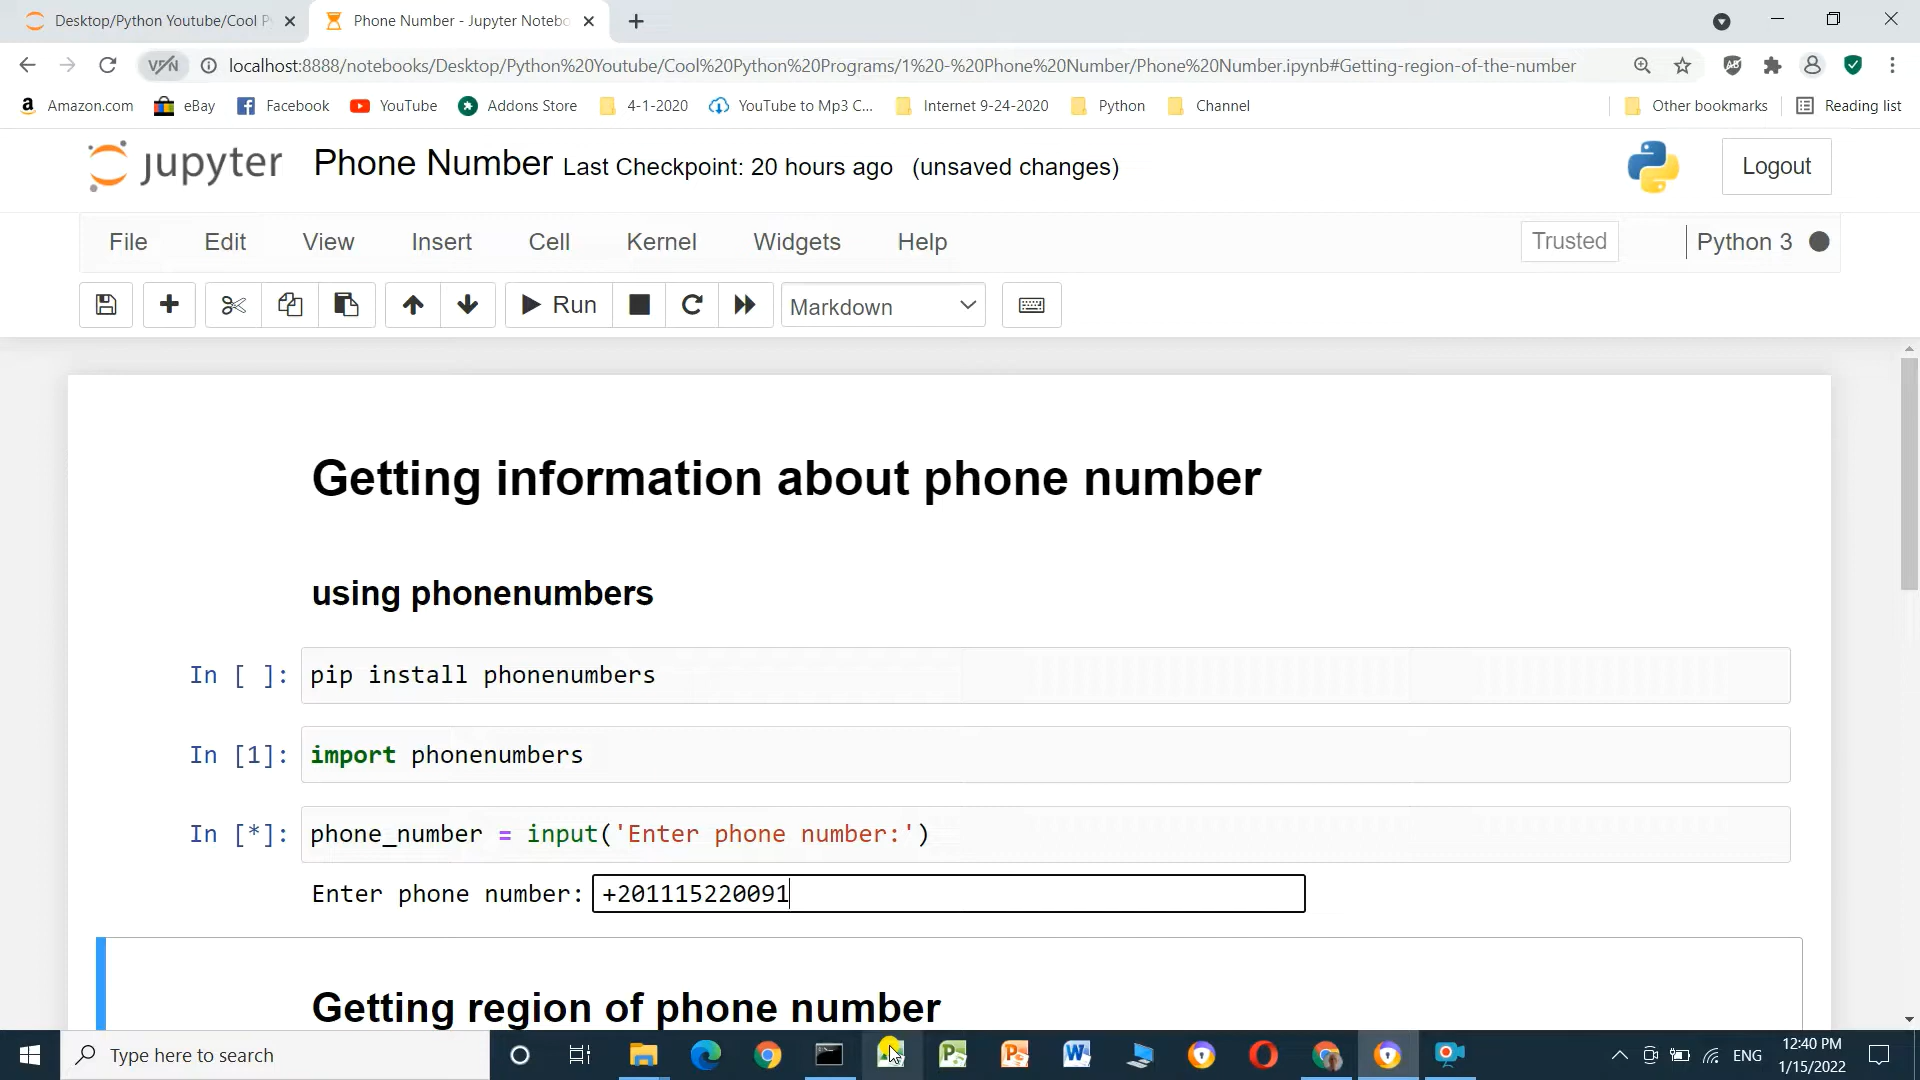 Desktop/Python Youtube/Cool P
Phone Number - Jupyter Notebo
VPN
localhost:8888/notebooks/Desktop/Python%20Youtube/Cool%20Python%20Programs/1%20-%20Phone%20Number/Phone%20Number.ipynb#Getting-region-of-the-number
Amazon.com eBay Facebook YouTube Addons Store 4-1-2020 YouTube to Mp3 C... Internet 9-24-2020 Python Channel Other bookmarks Reading list
jupyter Phone Number Last Checkpoint: 20 hours ago (unsaved changes) Logout
File Edit View Insert Cell Kernel Widgets Help Trusted Python 3
Run Markdown
Getting information about phone number
using phonenumbers
In [ ]: pip install phonenumbers
In [1]: import phonenumbers
In [*]: phone_number = input('Enter phone number:')
Enter phone number: +201115220091
Getting region of phone number
Type here to search
ENG
12:40 PM
1/15/2022